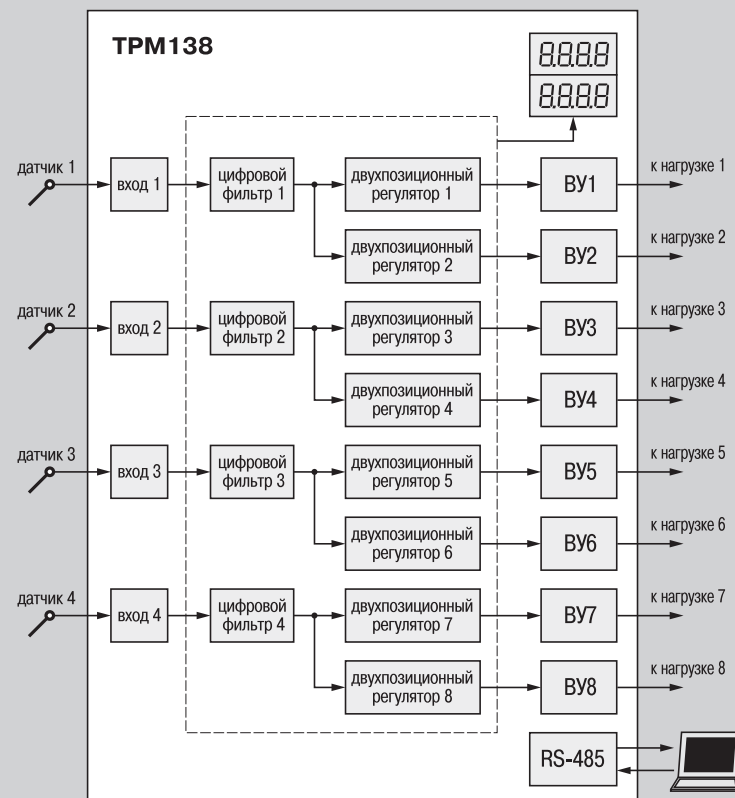 ТРМ138
8.8.8.8
8.8.8.8
датчик 1
вход 1
цифровой
фильтр 1
двухпозиционный
регулятор 1
ВУ1
к нагрузке 1
двухпозиционный
регулятор 2
ВУ2
к нагрузке 2
датчик 2
вход 2
цифровой
фильтр 2
двухпозиционный
регулятор 3
ВУ3
к нагрузке 3
двухпозиционный
регулятор 4
ВУ4
к нагрузке 4
датчик 3
вход 3
цифровой
фильтр 3
двухпозиционный
регулятор 5
ВУ5
к нагрузке 5
двухпозиционный
регулятор 6
ВУ6
к нагрузке 6
датчик 4
вход 4
цифровой
фильтр 4
двухпозиционный
регулятор 7
ВУ7
к нагрузке 7
двухпозиционный
регулятор 8
ВУ8
к нагрузке 8
RS-485